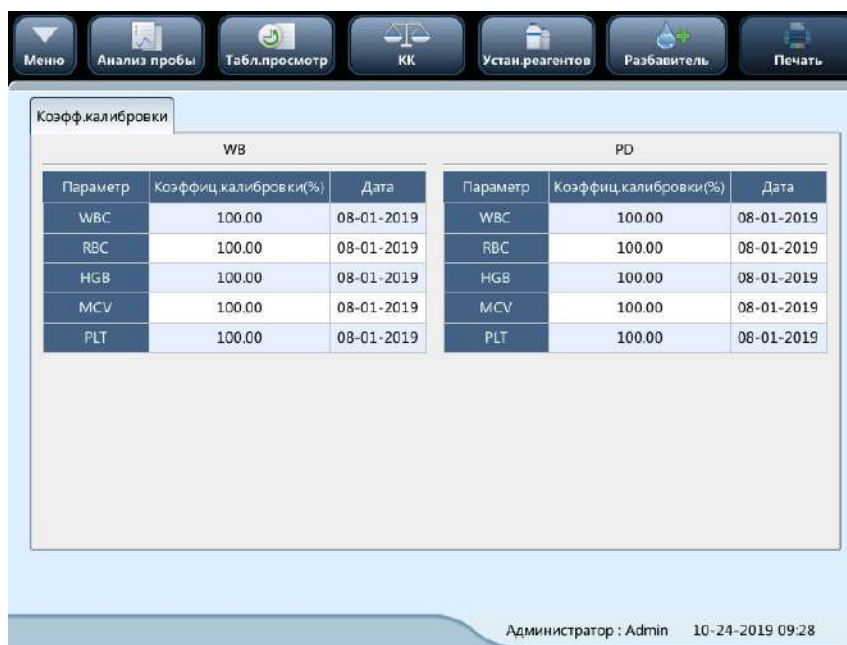 Меню Анализ пробы Табл.просмотр КК Устан.реагентов Разбавитель Печать
Коэфф.калибровки
WB PD
Параметр Коэффиц.калибровки(%) Дата Параметр Коэффиц.калибровки(%) Дата
WBC 100.00 08-01-2019 WBC 100.00 08-01-2019
RBC 100.00 08-01-2019 RBC 100.00 08-01-2019
HGB 100.00 08-01-2019 HGB 100.00 08-01-2019
MCV 100.00 08-01-2019 MCV 100.00 08-01-2019
PLT 100.00 08-01-2019 PLT 100.00 08-01-2019
Администратор : Admin 10-24-2019 09:28